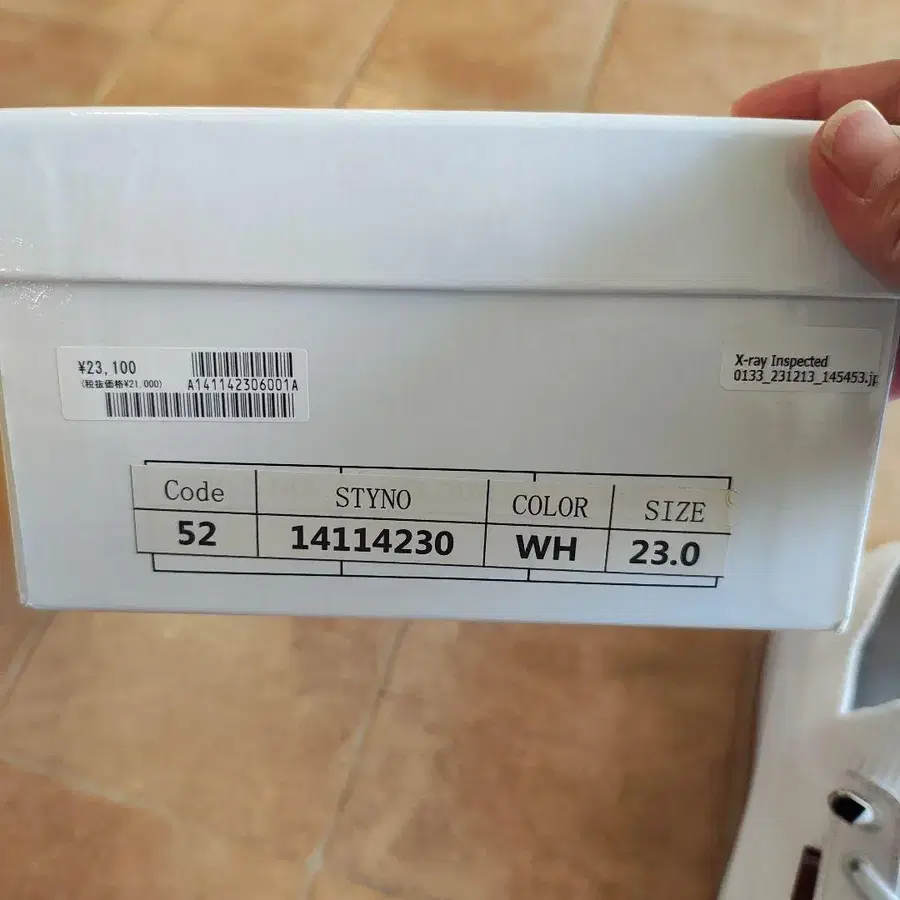 ¥23,100
(税抜価格¥21,000)
A141142306001A
X-ray Inspected
0133_231213_145453.jp
Code STYNO COLOR SIZE
52 14114230 WH 23.0